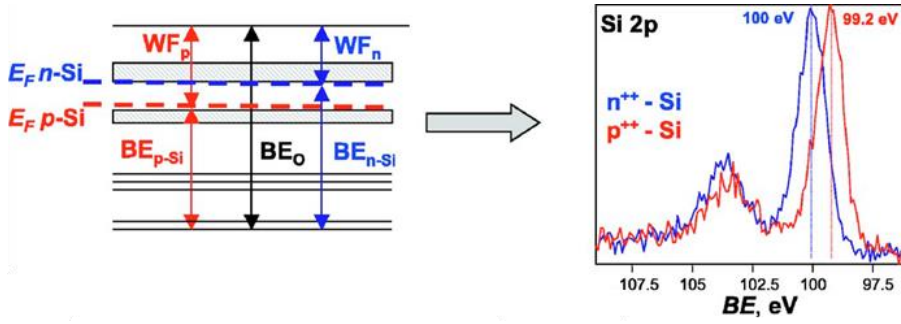 WFp
WFn
EF n-Si
EF p-Si
BEp-Si
BEO
BEn-Si
Si 2p
100 eV
99.2 eV
n++ - Si
p++ - Si
107.5
105
102.5
100
97.5
BE, eV